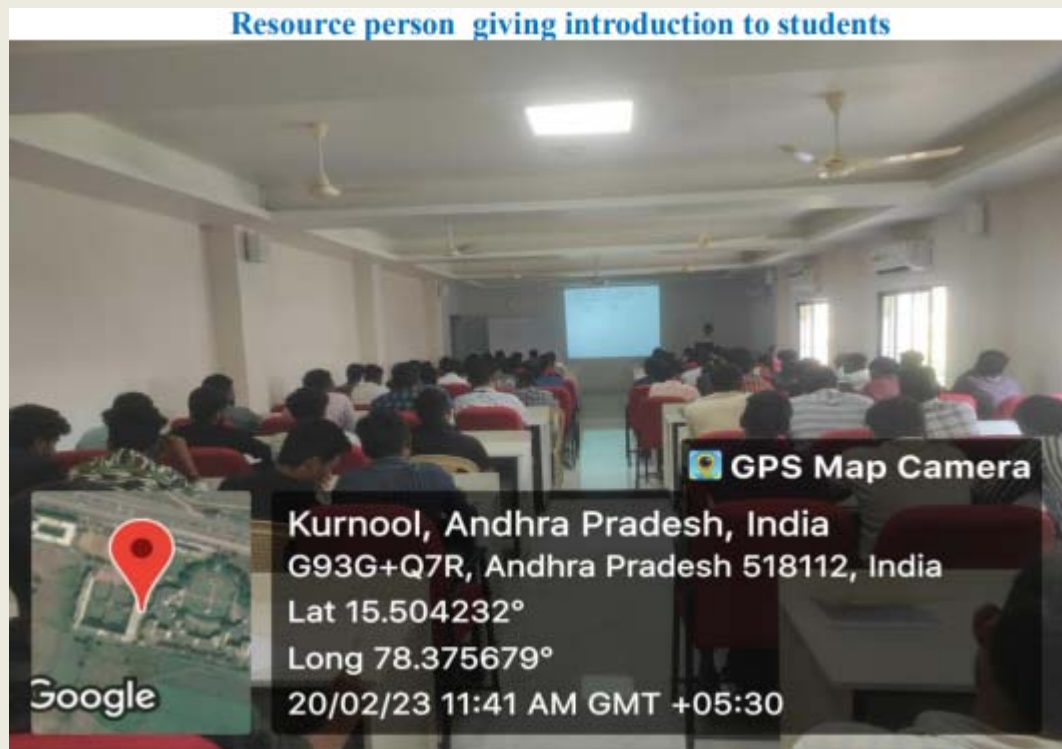 Resource person giving introduction to students
GPS Map Camera
Kurnool, Andhra Pradesh, India
G93G+Q7R, Andhra Pradesh 518112, India
Lat 15.504232°
Long 78.375679°
20/02/23 11:41 AM GMT +05:30
Google